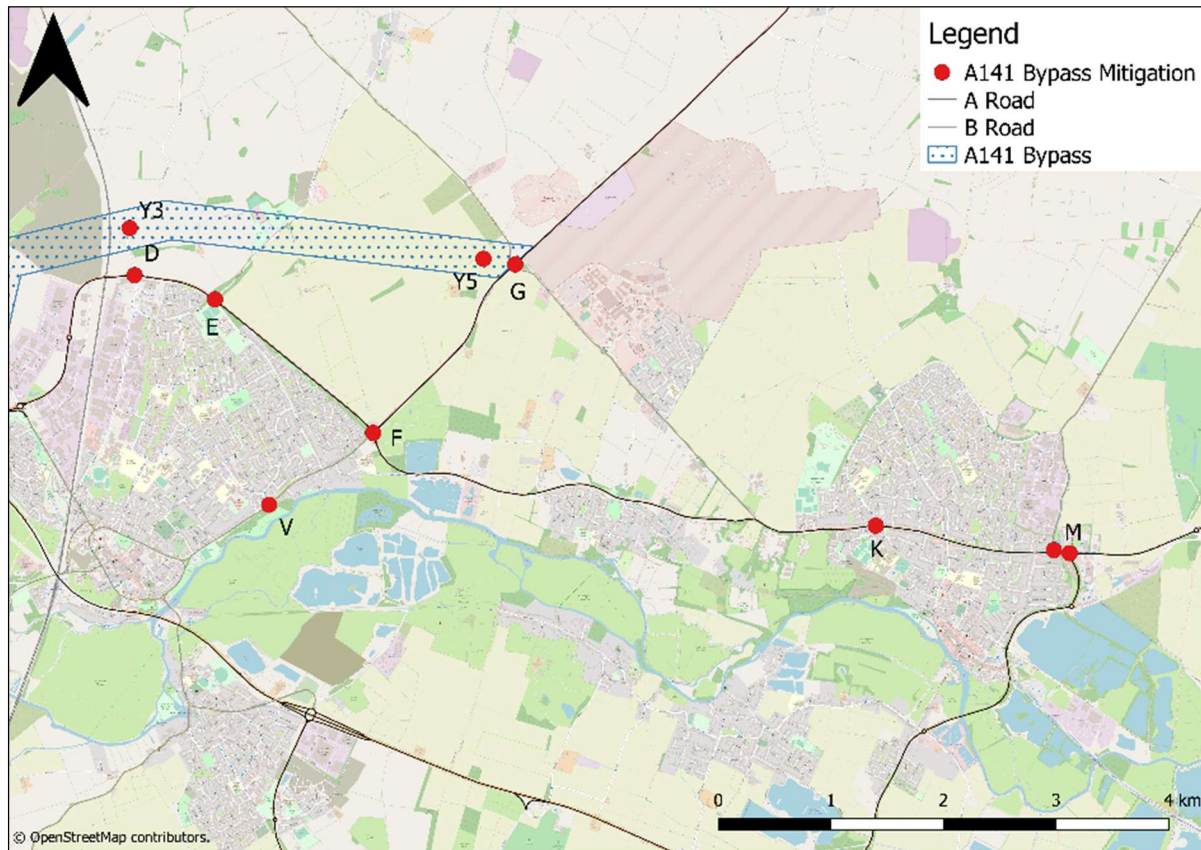 Legend
A141 Bypass Mitigation
A Road
B Road
A141 Bypass
Y3
D
Y5
G
E
F
V
K
M
0 1 2 3 4 km
© OpenStreetMap contributors.